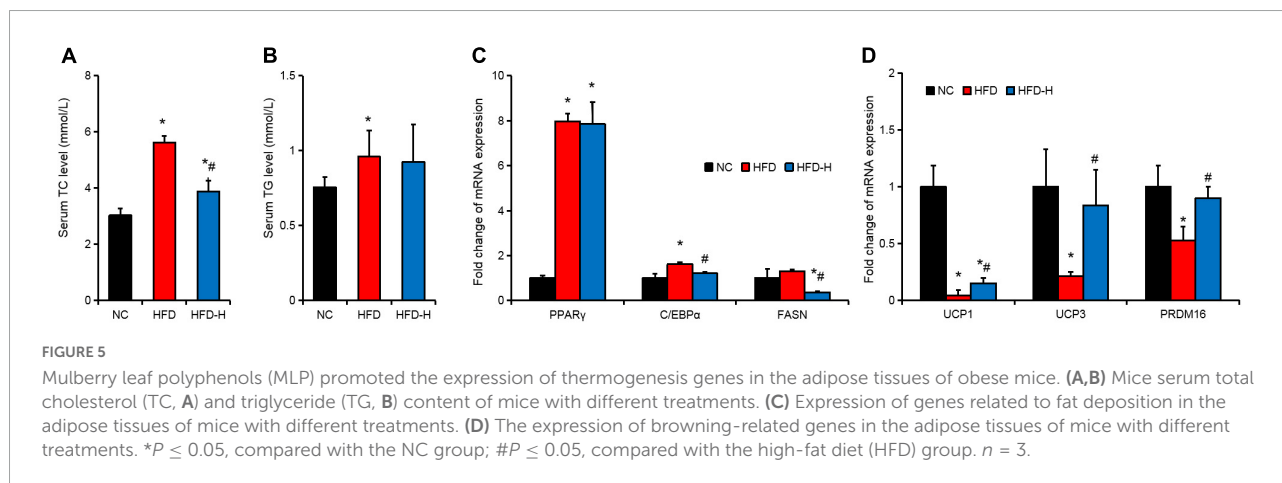 A
Serum TC level (mmol/L)
8
6
4
2
0
*
*#
NC HFD HFD-H
B
Serum TG level (mmol/L)
1.5
1
0.5
0
*
NC HFD HFD-H
C
Fold change of mRNA expression
10
8
6
4
2
0
* *
NC HFD HFD-H
* #
*#
PPARγ C/EBPα FASN
D
Fold change of mRNA expression
2
1.5
1
0.5
0
NC HFD HFD-H
* *#
* #
* #
UCP1 UCP3 PRDM16
FIGURE 5
Mulberry leaf polyphenols (MLP) promoted the expression of thermogenesis genes in the adipose tissues of obese mice. (A,B) Mice serum total
cholesterol (TC, A) and triglyceride (TG, B) content of mice with different treatments. (C) Expression of genes related to fat deposition in the
adipose tissues of mice with different treatments. (D) The expression of browning-related genes in the adipose tissues of mice with different
treatments. *P ≤ 0.05, compared with the NC group; #P ≤ 0.05, compared with the high-fat diet (HFD) group. n = 3.